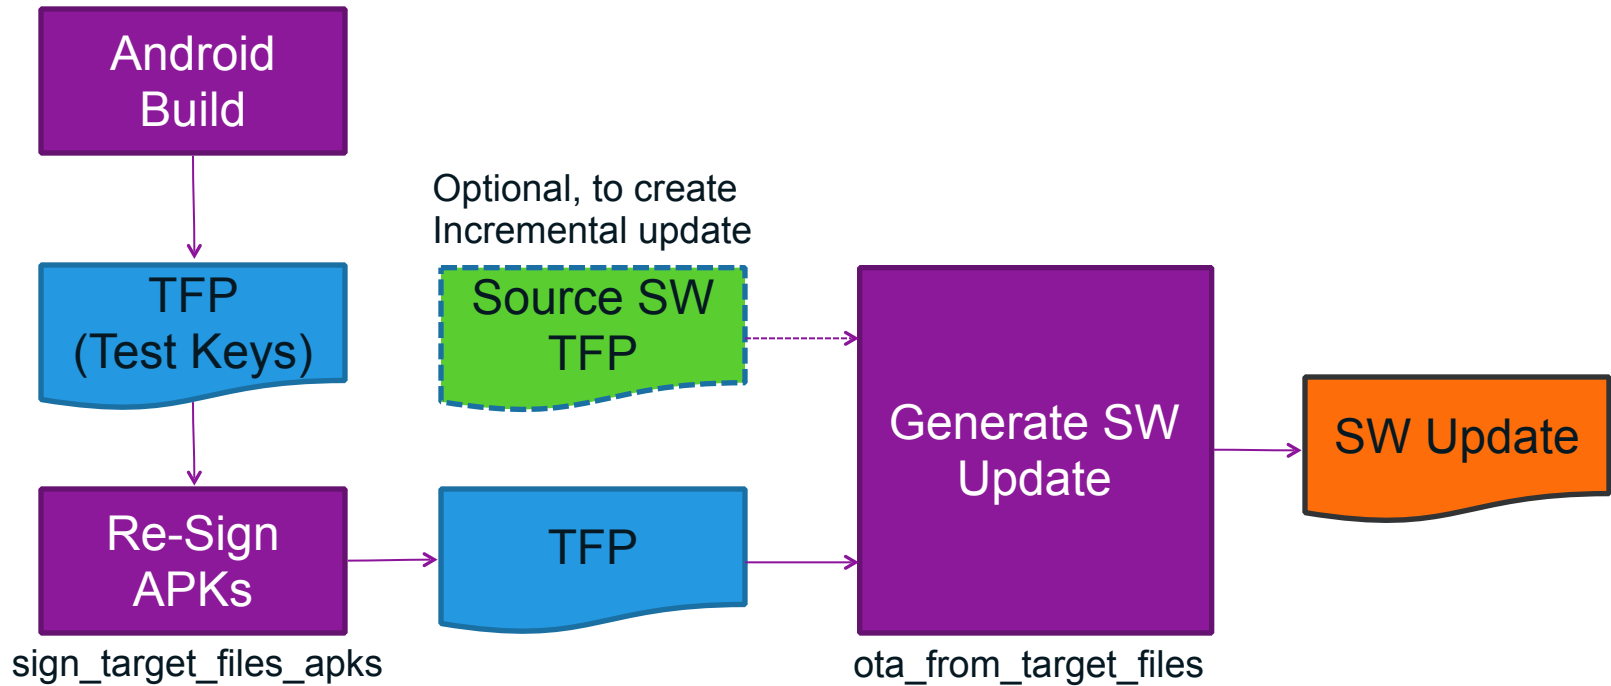 Android
Build
Optional, to create
Incremental update
TFP
(Test Keys)
Source SW
TFP
Generate SW
Update
SW Update
Re-Sign
APKs
TFP
sign_target_files_apks
ota_from_target_files